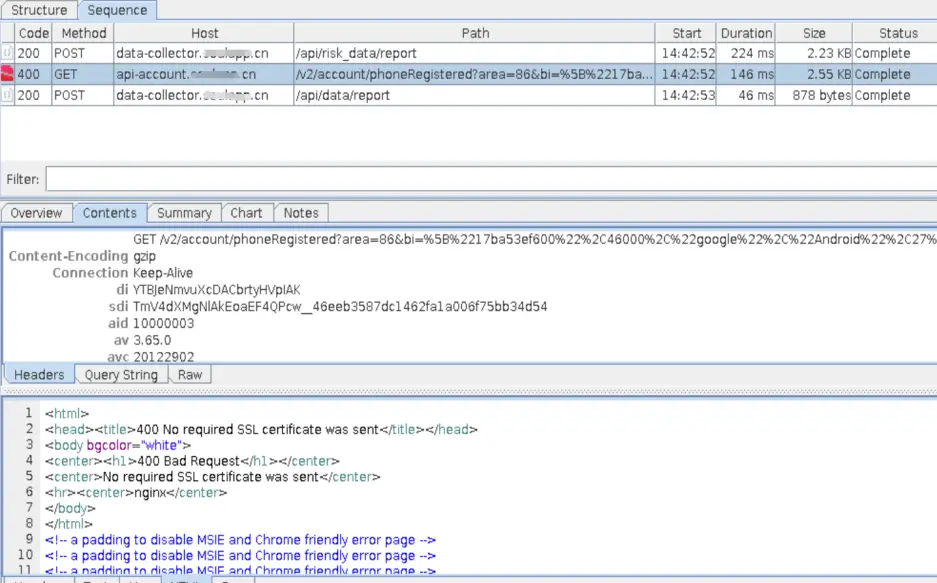 Structure Sequence
Code Method Host Path Start Duration Size Status
200 POST data-collector. .cn /api/risk_data/report 14:42:52 224 ms 2.23 KB Complete
400 GET api-account. .cn /v2/account/phoneRegistered?area=86&bi=%5B%2217ba... 14:42:52 146 ms 2.55 KB Complete
200 POST data-collector. .cn /api/data/report 14:42:53 46 ms 878 bytes Complete
Filter:
Overview Contents Summary Chart Notes
GET /v2/account/phoneRegistered?area=86&bi=%5B%2217ba53ef600%22%2C46000%2C%22google%22%2C%22Android%22%2C27%
Content-Encoding gzip
Connection Keep-Alive
di YTBJeNmvuXcDACbrtyHVpIAK
sdi TmV4dXMgNlAkEoaEF4QPcw__46eeb3587dc1462fa1a006f75bb34d54
aid 10000003
av 3.65.0
avc 20122902
Headers Query String Raw
1 <html>
2 <head><title>400 No required SSL certificate was sent</title></head>
3 <body bgcolor="white">
4 <center><h1>400 Bad Request</h1></center>
5 <center>No required SSL certificate was sent</center>
6 <hr><center>nginx</center>
7 </body>
8 </html>
9 <!-- a padding to disable MSIE and Chrome friendly error page -->
10 <!-- a padding to disable MSIE and Chrome friendly error page -->
11 <!-- a padding to disable MSIE and Chrome friendly error page -->